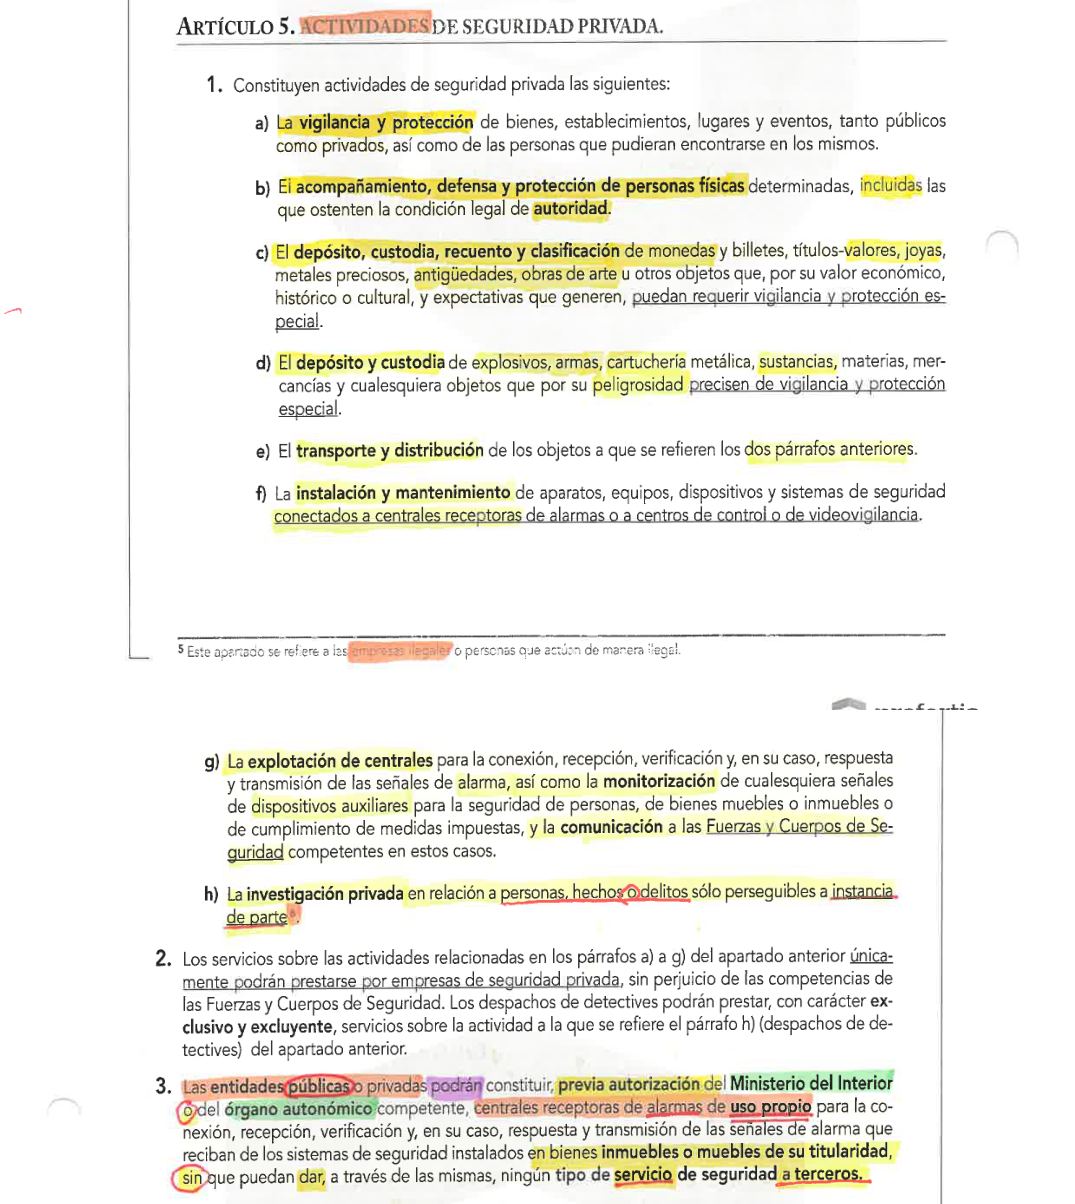 ARTÍCULO 5. ACTIVIDADES DE SEGURIDAD PRIVADA.
1. Constituyen actividades de seguridad privada las siguientes:
a) La vigilancia y protección de bienes, establecimientos, lugares y eventos, tanto públicos
como privados, así como de las personas que pudieran encontrarse en los mismos.
b) El acompañamiento, defensa y protección de personas físicas determinadas, incluidas las
que ostenten la condición legal de autoridad.
c) El depósito, custodia, recuento y clasificación de monedas y billetes, títulos-valores, joyas,
metales preciosos, antigüedades, obras de arte u otros objetos que, por su valor económico,
histórico o cultural, y expectativas que generen, puedan requerir vigilancia y protección es-
pecial.
d) El depósito y custodia de explosivos, armas, cartuchería metálica, sustancias, materias, mer-
cancías y cualesquiera objetos que por su peligrosidad precisen de vigilancia y protección
especial.
e) El transporte y distribución de los objetos a que se refieren los dos párrafos anteriores.
f) La instalación y mantenimiento de aparatos, equipos, dispositivos y sistemas de seguridad
conectados a centrales receptoras de alarmas o a centros de control o de videovigilancia.
5 Este apartado se refiere a las empresas ilegales o personas que actúan de manera ilegal.
g) La explotación de centrales para la conexión, recepción, verificación y, en su caso, respuesta
y transmisión de las señales de alarma, así como la monitorización de cualesquiera señales
de dispositivos auxiliares para la seguridad de personas, de bienes muebles o inmuebles o
de cumplimiento de medidas impuestas, y la comunicación a las Fuerzas y Cuerpos de Se-
guridad competentes en estos casos.
h) La investigación privada en relación a personas, hechos o delitos sólo perseguibles a instancia
de parte6.
2. Los servicios sobre las actividades relacionadas en los párrafos a) a g) del apartado anterior única-
mente podrán prestarse por empresas de seguridad privada, sin perjuicio de las competencias de
las Fuerzas y Cuerpos de Seguridad. Los despachos de detectives podrán prestar, con carácter ex-
clusivo y excluyente, servicios sobre la actividad a la que se refiere el párrafo h) (despachos de de-
tectives) del apartado anterior.
3. Las entidades públicas o privadas podrán constituir, previa autorización del Ministerio del Interior
o del órgano autonómico competente, centrales receptoras de alarmas de uso propio para la co-
nexión, recepción, verificación y, en su caso, respuesta y transmisión de las señales de alarma que
reciban de los sistemas de seguridad instalados en bienes inmuebles o muebles de su titularidad,
sin que puedan dar, a través de las mismas, ningún tipo de servicio de seguridad a terceros.